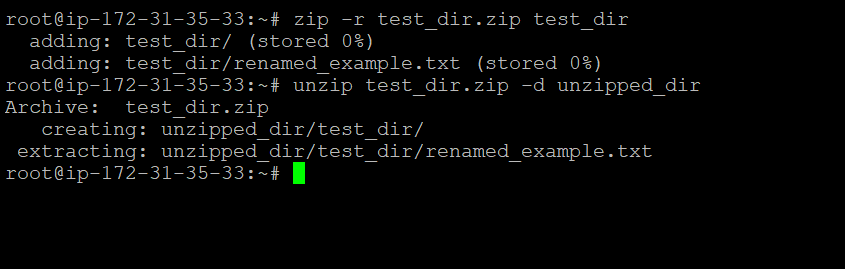 root@ip-172-31-35-33:~# zip -r test_dir.zip test_dir
  adding: test_dir/ (stored 0%)
  adding: test_dir/renamed_example.txt (stored 0%)
root@ip-172-31-35-33:~# unzip test_dir.zip -d unzipped_dir
Archive:  test_dir.zip
   creating: unzipped_dir/test_dir/
 extracting: unzipped_dir/test_dir/renamed_example.txt
root@ip-172-31-35-33:~#